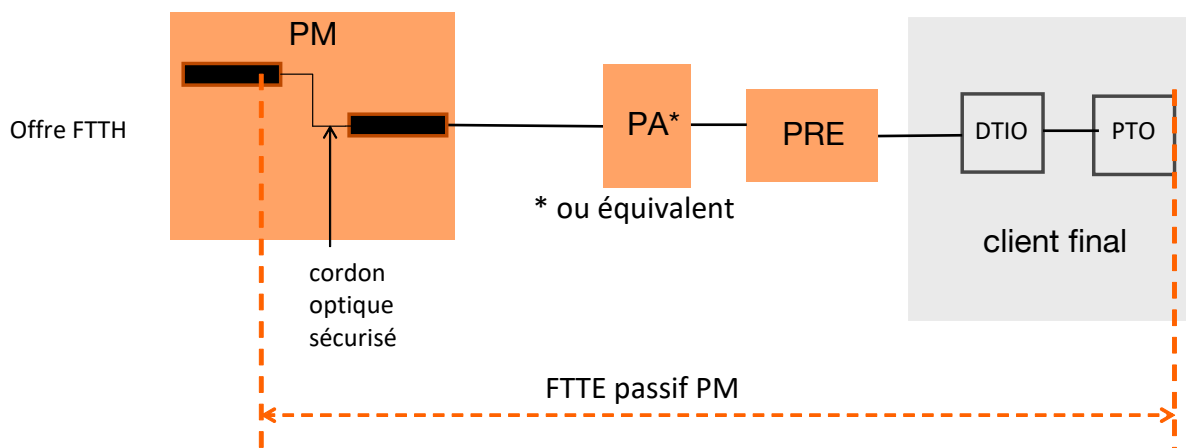 PM
Offre FTTH
PA*
PRE
DTIO
PTO
* ou équivalent
client final
cordon
optique
sécurisé
FTTE passif PM